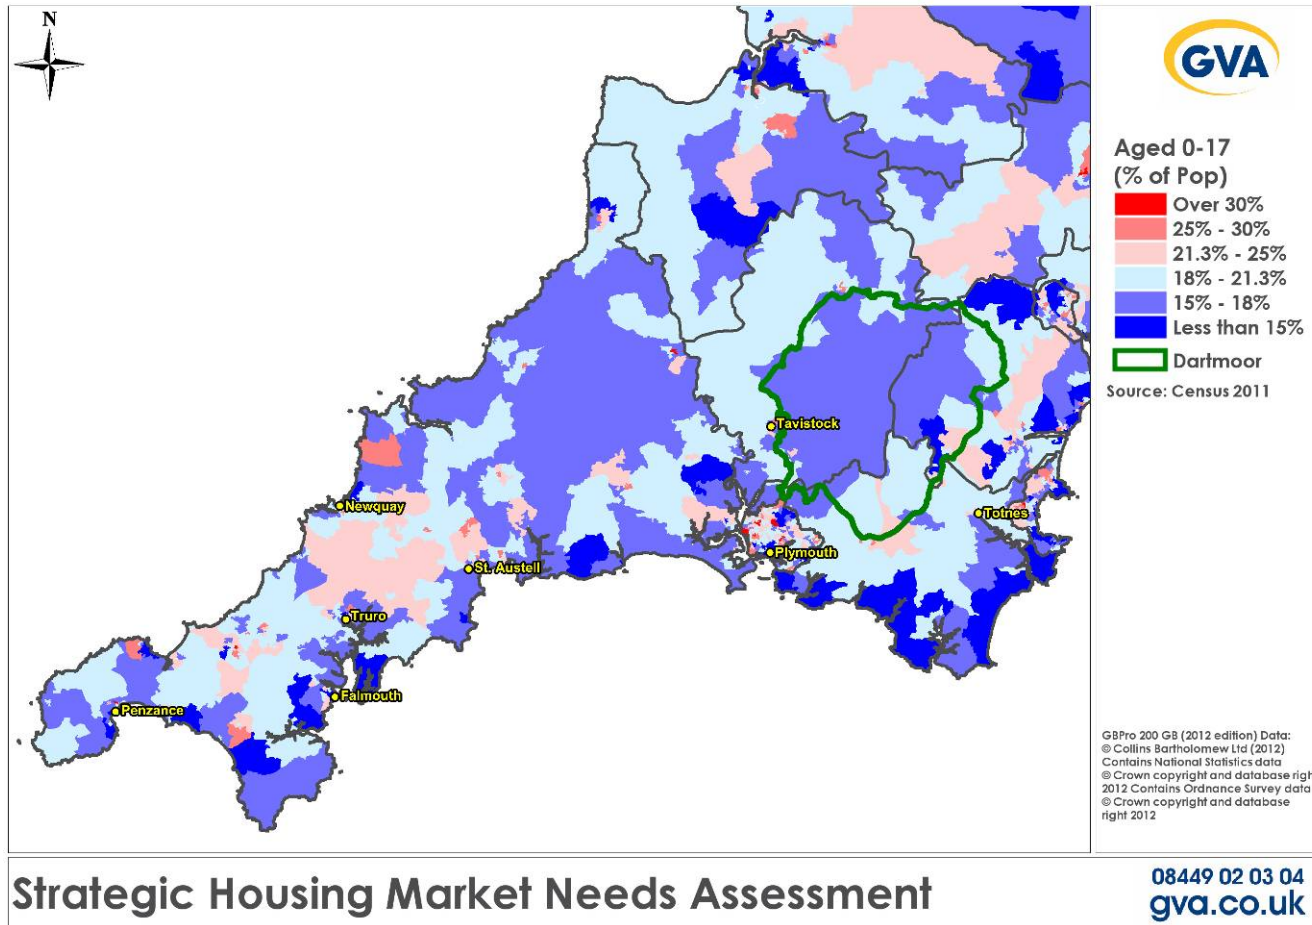 N
GVA
Aged 0-17
(% of Pop)
Over 30%
25% - 30%
21.3% - 25%
18% - 21.3%
15% - 18%
Less than 15%
Dartmoor
Source: Census 2011
Tavistock
Newquay
Totnes
Plymouth
St. Austell
Truro
Falmouth
Penzance
GBPro 200 GB (2012 edition) Data:
© Collins Bartholomew Ltd (2012)
Contains National Statistics data
© Crown copyright and database righ
2012 Contains Ordnance Survey data
© Crown copyright and database
right 2012
Strategic Housing Market Needs Assessment
08449 02 03 04
gva.co.uk